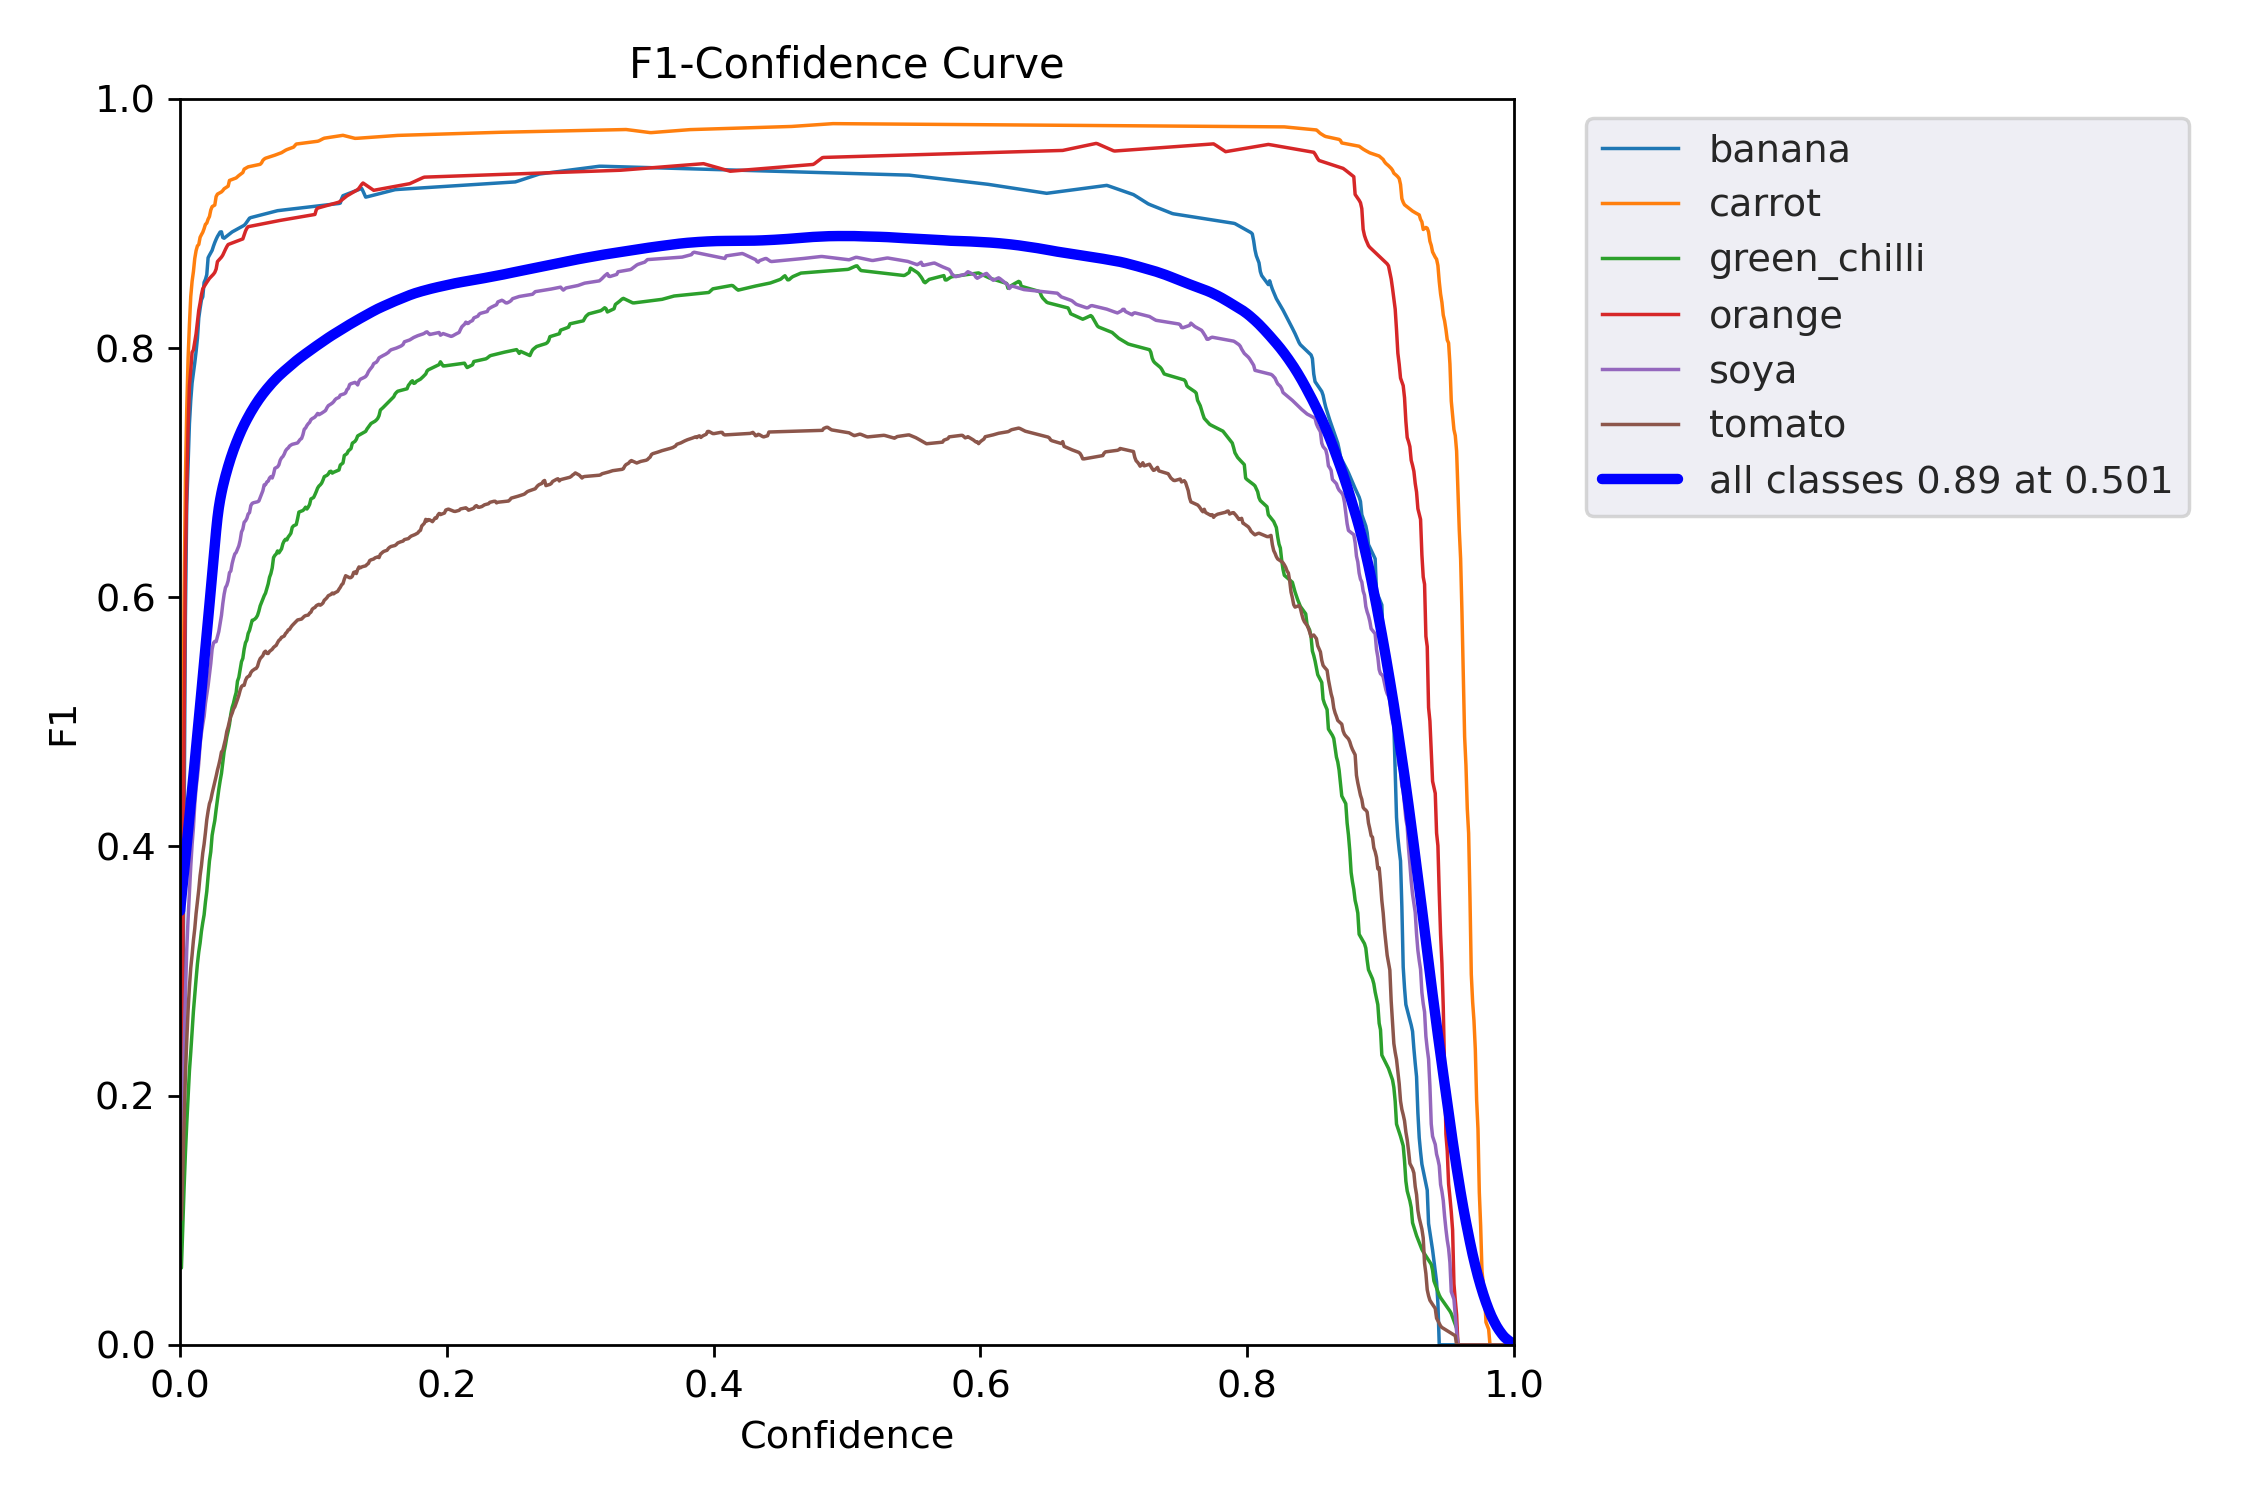 F1-Confidence Curve
1.0
0.8
0.6
0.4
0.2
0.0
F1
0.0 0.2 0.4 0.6 0.8 1.0
Confidence
banana
carrot
green_chilli
orange
soya
tomato
all classes 0.89 at 0.501